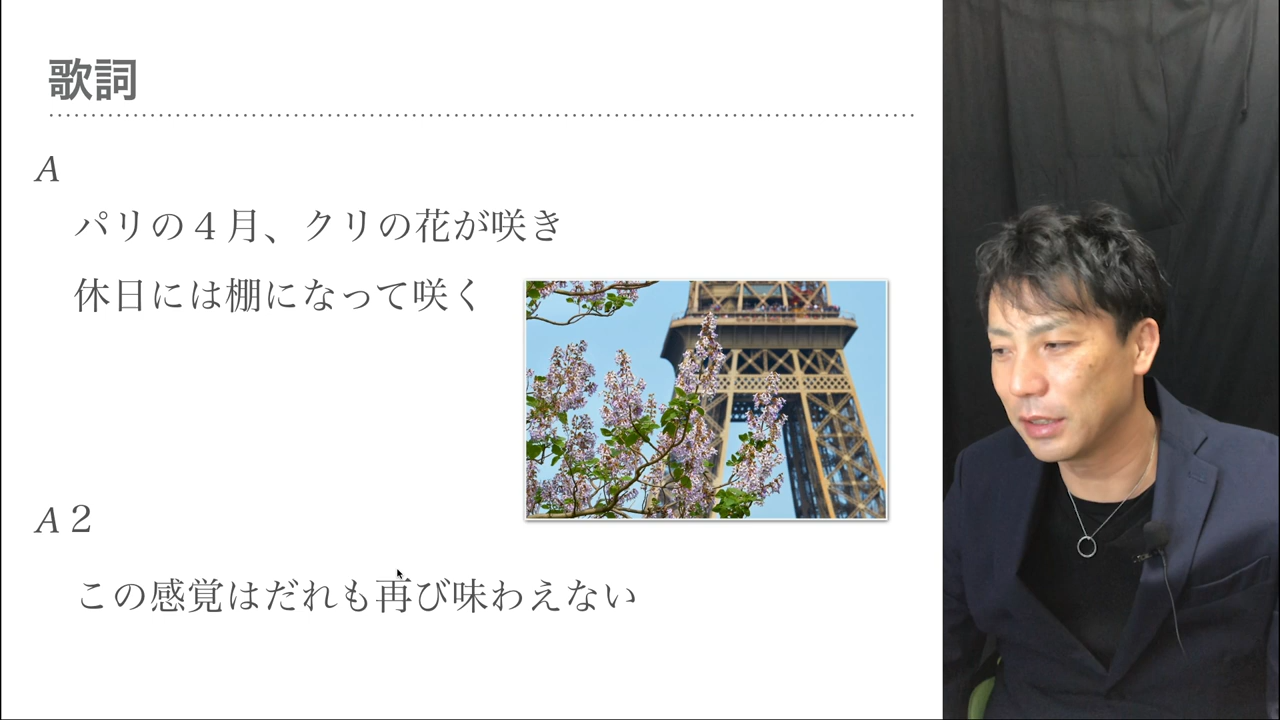 歌詞
A
パリの４月、クリの花が咲き
休日には棚になって咲く
A２
この感覚はだれも再び味わえない